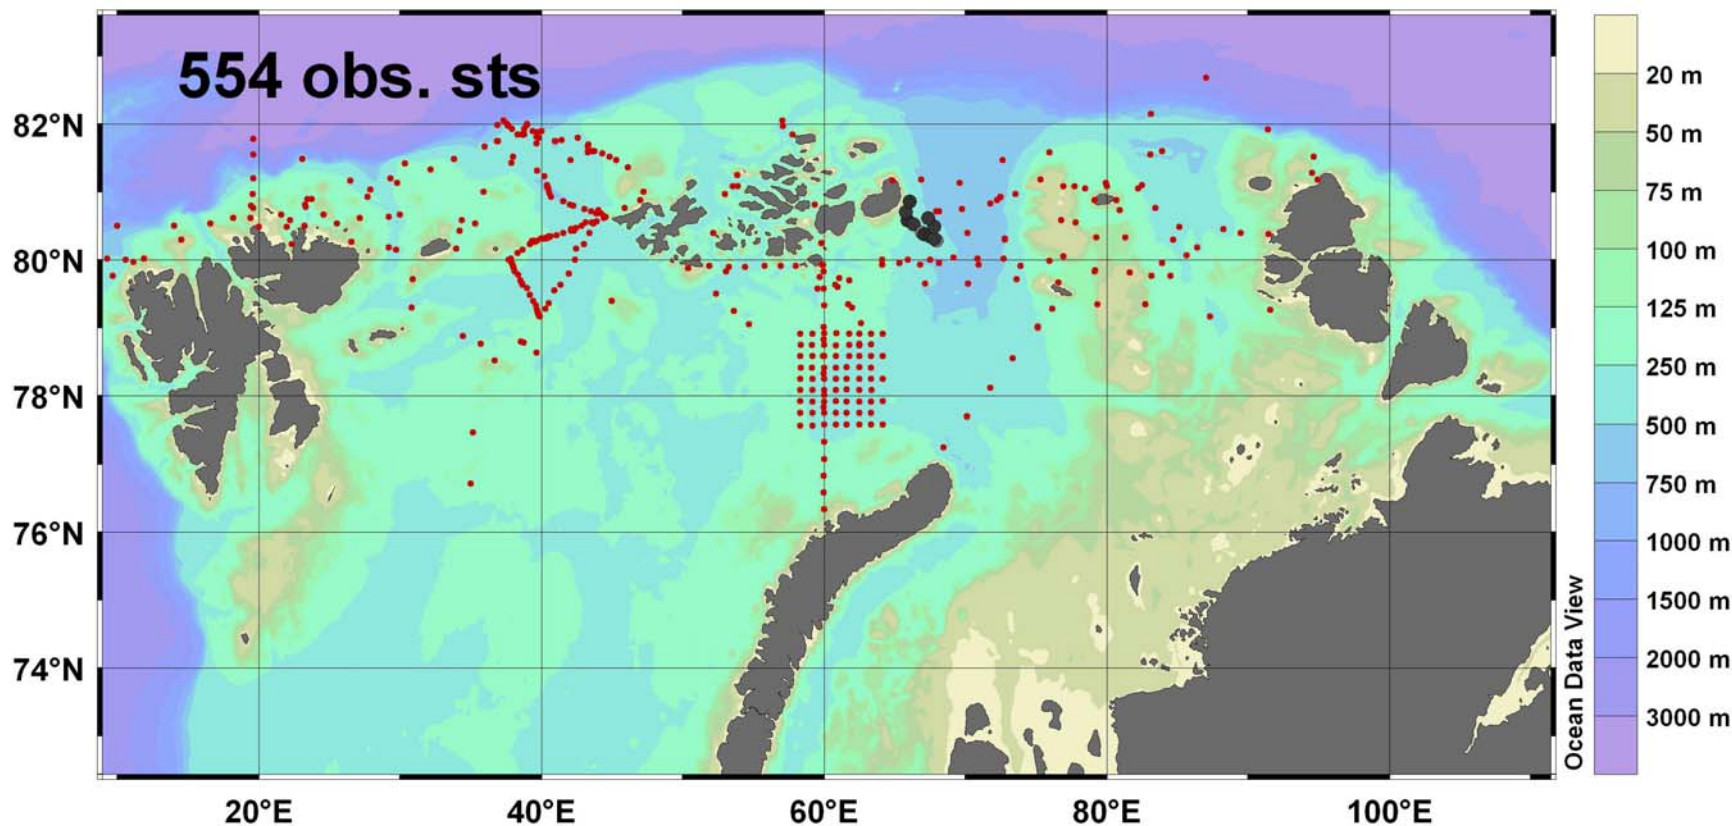 554 obs. sts
82°N
80°N
78°N
76°N
74°N
20°E
40°E
60°E
80°E
100°E
Ocean Data View
20 m
50 m
75 m
100 m
125 m
250 m
500 m
750 m
1000 m
1500 m
2000 m
3000 m